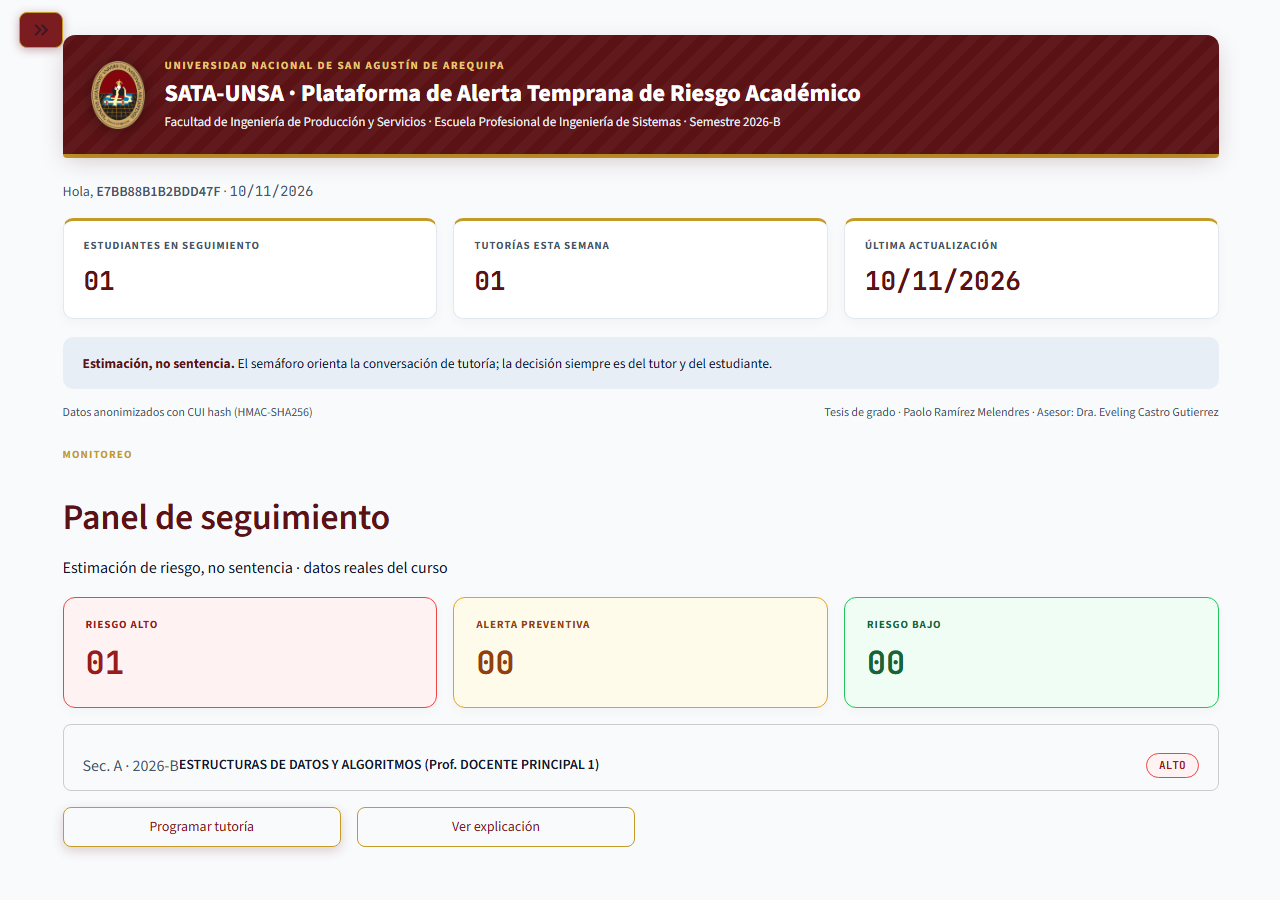 UNIVERSIDAD NACIONAL DE SAN AGUSTÍN DE AREQUIPA
SATA-UNSA · Plataforma de Alerta Temprana de Riesgo Académico
Facultad de Ingeniería de Producción y Servicios · Escuela Profesional de Ingeniería de Sistemas · Semestre 2026-B
Hola, E7BB88B1B2BDD47F · 10/11/2026
ESTUDIANTES EN SEGUIMIENTO
01
TUTORÍAS ESTA SEMANA
01
ÚLTIMA ACTUALIZACIÓN
10/11/2026
Estimación, no sentencia. El semáforo orienta la conversación de tutoría; la decisión siempre es del tutor y del estudiante.
Datos anonimizados con CUI hash (HMAC-SHA256)
Tesis de grado · Paolo Ramírez Melendres · Asesor: Dra. Eveling Castro Gutierrez
MONITOREO
Panel de seguimiento
Estimación de riesgo, no sentencia · datos reales del curso
RIESGO ALTO
01
ALERTA PREVENTIVA
00
RIESGO BAJO
00
Sec. A · 2026-BESTRUCTURAS DE DATOS Y ALGORITMOS (Prof. DOCENTE PRINCIPAL 1)
ALTO
Programar tutoría
Ver explicación